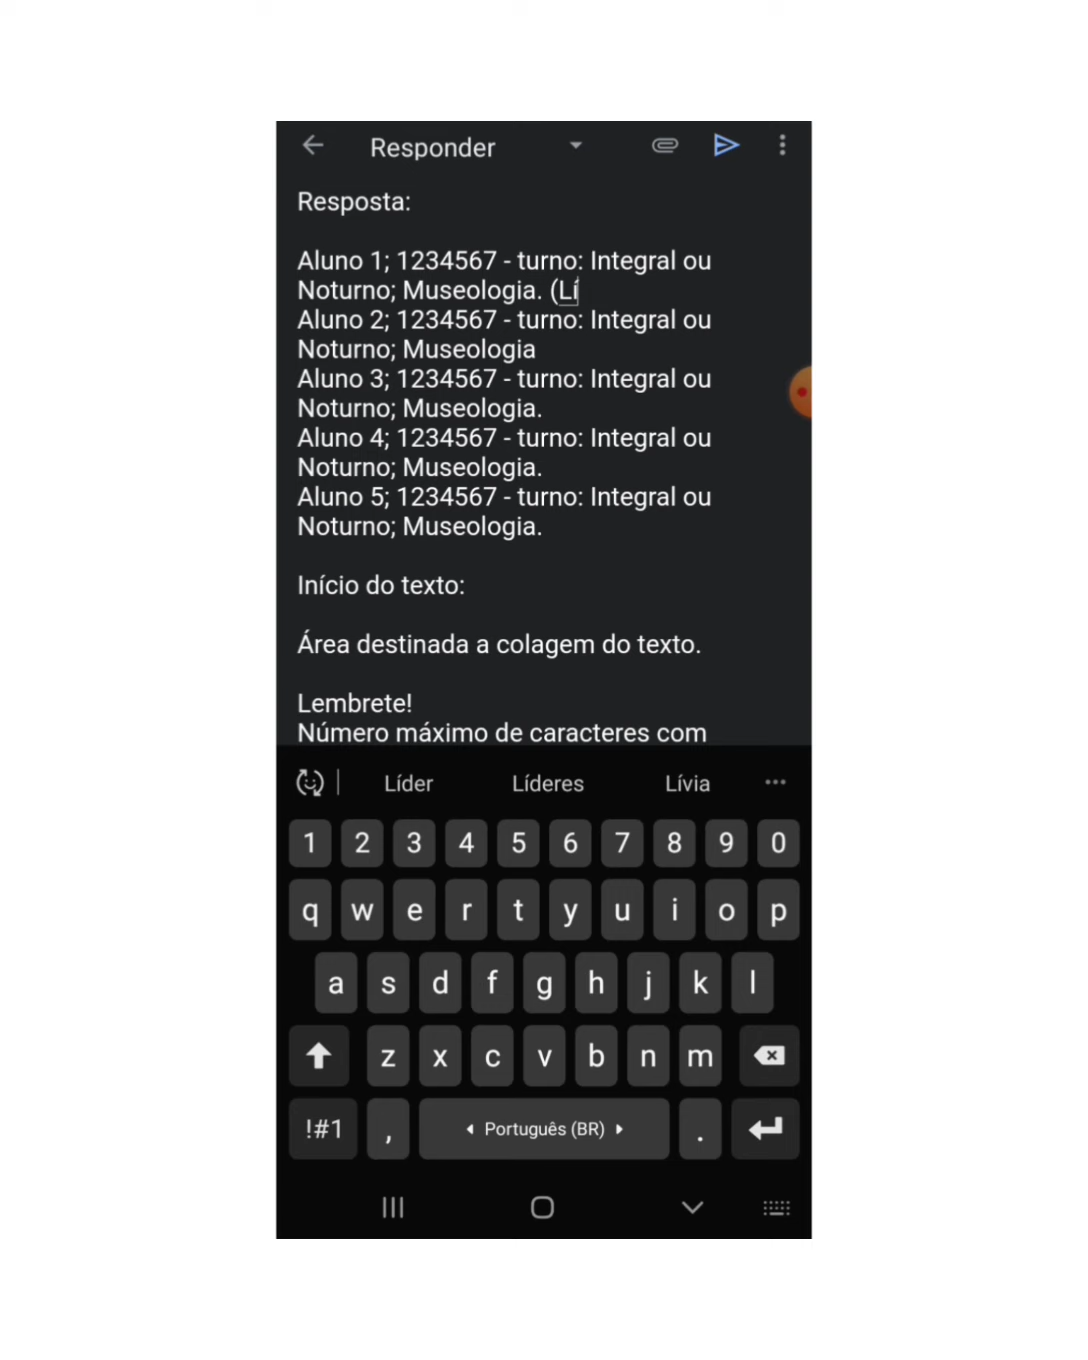 Responder
Resposta:
Aluno 1; 1234567 - turno: Integral ou
Noturno; Museologia. (Lí
Aluno 2; 1234567 - turno: Integral ou
Noturno; Museologia
Aluno 3; 1234567 - turno: Integral ou
Noturno; Museologia.
Aluno 4; 1234567 - turno: Integral ou
Noturno; Museologia.
Aluno 5; 1234567 - turno: Integral ou
Noturno; Museologia.
Início do texto:
Área destinada a colagem do texto.
Lembrete!
Número máximo de caracteres com
Líder Líderes Lívia
1 2 3 4 5 6 7 8 9 0
q w e r t y u i o p
a s d f g h j k l
z x c v b n m
!#1 , Português (BR) .